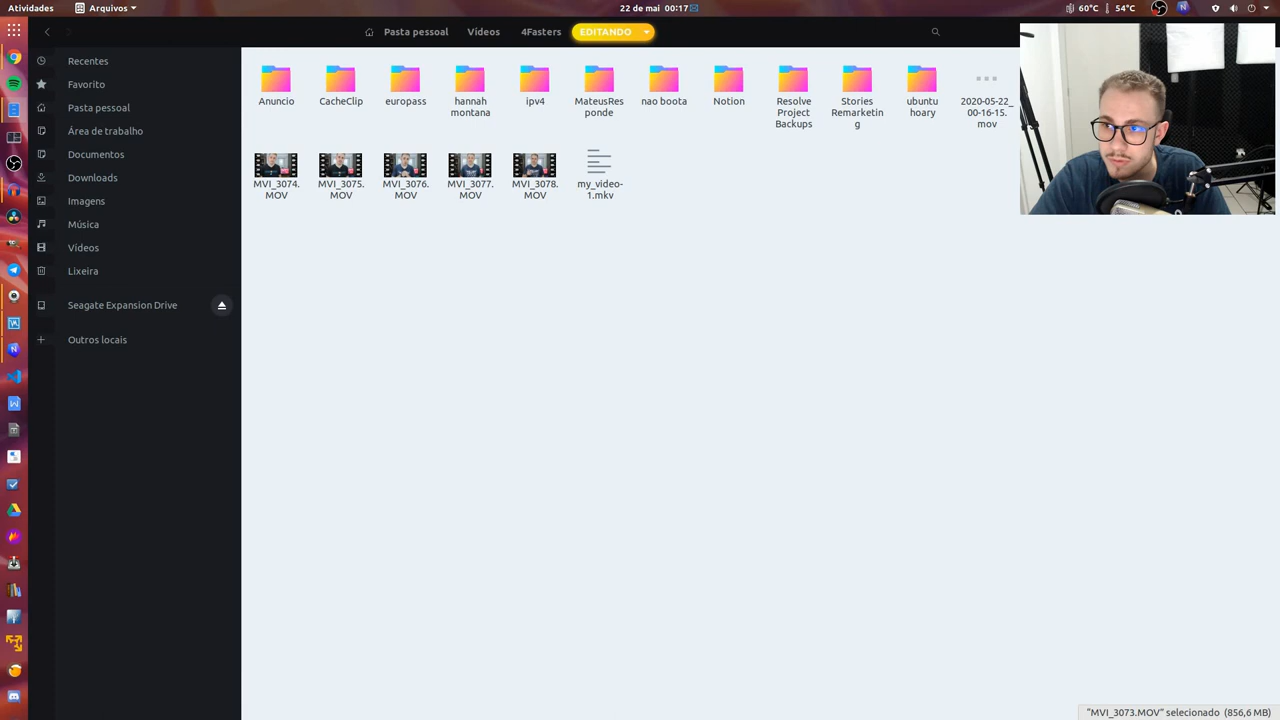 Atividades
Arquivos
22 de mai 00:17
60°C
54°C
Pasta pessoal
Vídeos
4Fasters
EDITANDO
Recentes
Favorito
Pasta pessoal
Área de trabalho
Documentos
Downloads
Imagens
Música
Vídeos
Lixeira
Seagate Expansion Drive
Outros locais
Anuncio
CacheClip
europass
hannah
montana
ipv4
MateusRes
ponde
nao boota
Notion
Resolve
Project
Backups
Stories
Remarketin
g
ubuntu
hoary
2020-05-22_
00-16-15.
mov
MVI_3074.
MOV
MVI_3075.
MOV
MVI_3076.
MOV
MVI_3077.
MOV
MVI_3078.
MOV
my_video-
1.mkv
"MVI_3073.MOV" selecionado (856,6 MB)